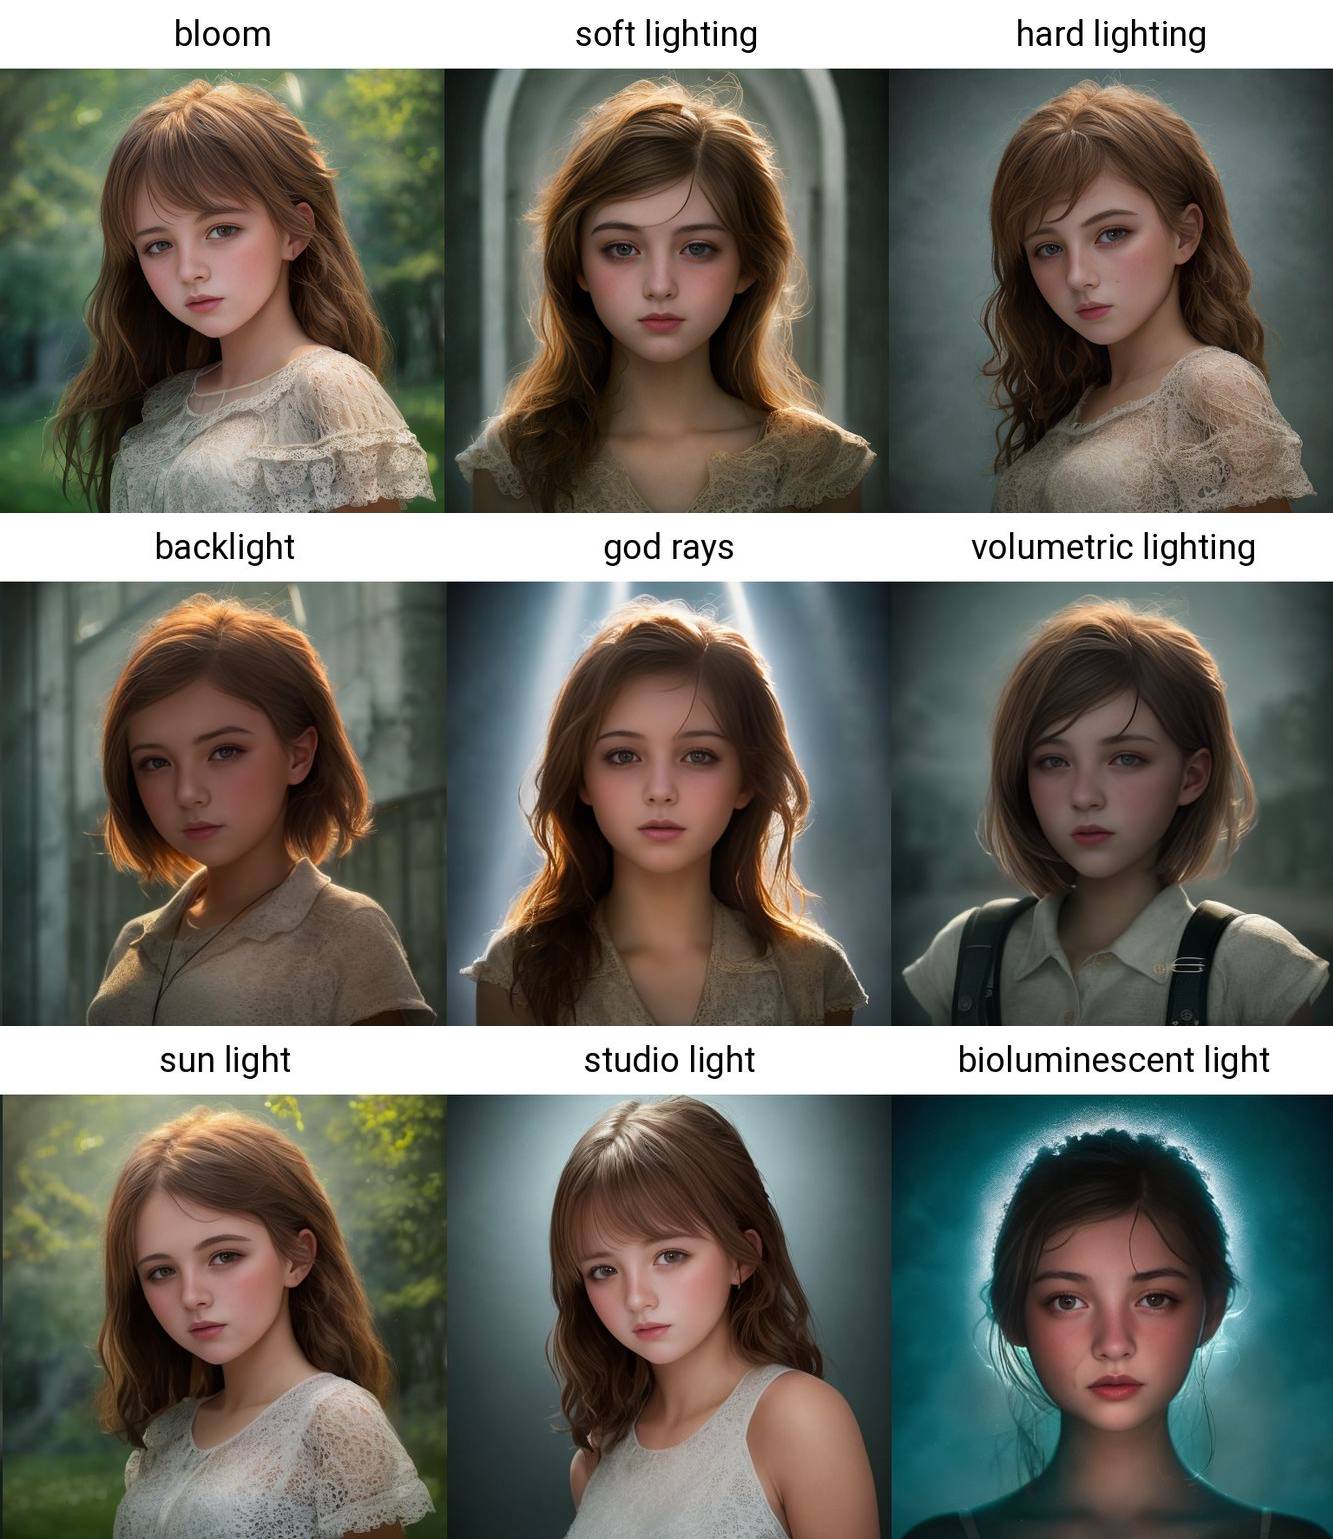 bloom
soft lighting
hard lighting
backlight
god rays
volumetric lighting
sun light
studio light
bioluminescent light